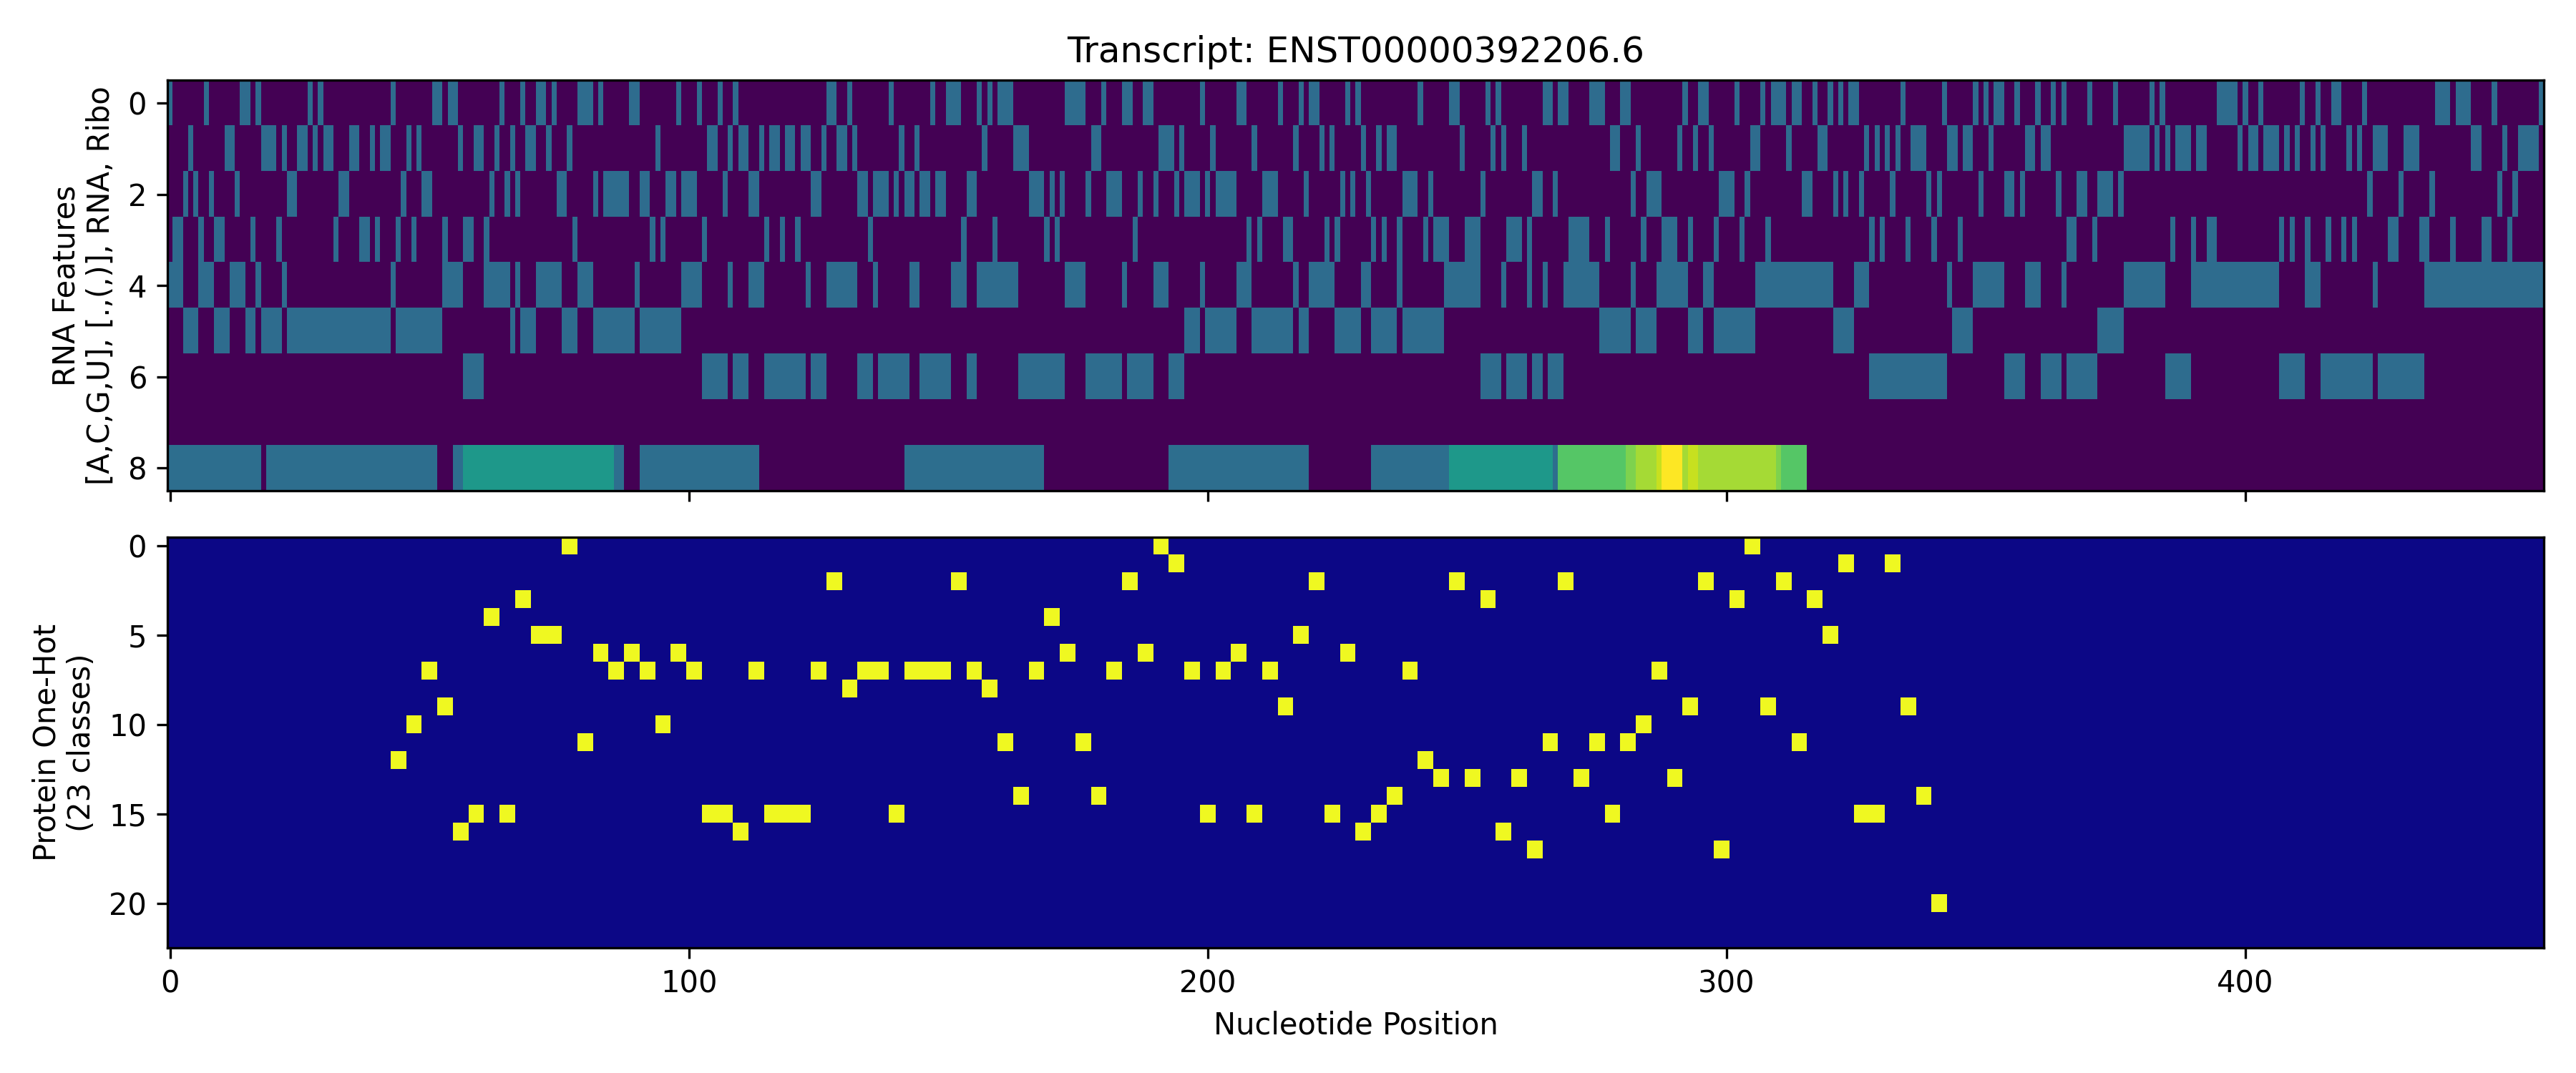 Transcript: ENST00000392206.6
RNA Features
[A,C,G,U], [.,(,)], RNA, Ribo
0
2
4
6
8
Protein One-Hot
(23 classes)
0
5
10
15
20
0
100
200
300
400
Nucleotide Position